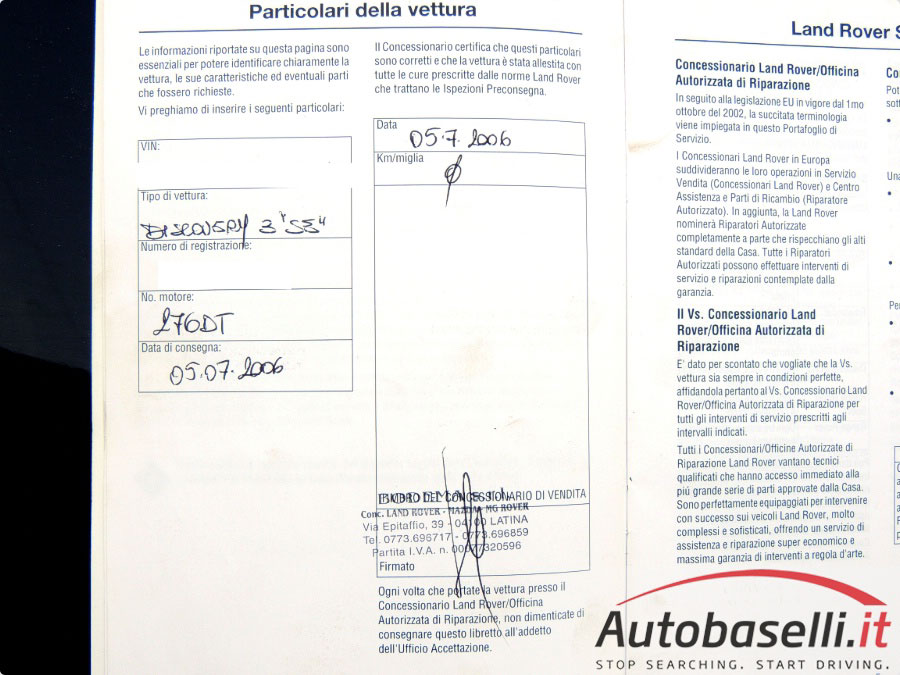 Particolari della vettura
Le informazioni riportate su questa pagina sono
essenziali per potere identificare chiaramente la
vettura, le sue caratteristiche ed eventuali parti
che fossero richieste.
Vi preghiamo di inserire i seguenti particolari:
VIN:
Tipo di vettura:
DISCOVERY 3 "SE"
Numero di registrazione:
No. motore:
276DT
Data di consegna:
05.07.2006
Il Concessionario certifica che questi particolari
sono corretti e che la vettura è stata allestita con
tutte le cure prescritte dalle norme Land Rover
che trattano le Ispezioni Preconsegna.
Data
05.7.2006
Km/miglia
TIMBRO DEL CONCESSIONARIO DI VENDITA
Conc. LAND ROVER - MAZDA MG ROVER
Via Epitaffio, 39 - 04100 LATINA
Tel. 0773.696717 - 0773.696859
Partita I.V.A. n.
Firmato
Ogni volta che portate la vettura presso il
Concessionario Land Rover/Officina
Autorizzata di Riparazione, non dimenticate di
consegnare questo libretto all'addetto
dell'Ufficio Accettazione.
Land Rover S
Concessionario Land Rover/Officina
Autorizzata di Riparazione
In seguito alla legislazione EU in vigore dal 1mo
ottobre del 2002, la succitata terminologia
viene impiegata in questo Portafoglio di
Servizio.
I Concessionari Land Rover in Europa
suddivideranno le loro operazioni in Servizio
Vendita (Concessionari Land Rover) e Centro
Assistenza e Parti di Ricambio (Riparatore
Autorizzato). In aggiunta, la Land Rover
nominerà Riparatori Autorizzate
completamente a parte che rispecchiano gli alti
standard della Casa. Tutte i Riparatori
Autorizzati possono effettuare interventi di
servizio e riparazioni contemplate dalla
garanzia.
Il Vs. Concessionario Land
Rover/Officina Autorizzata di
Riparazione
E' dato per scontato che vogliate che la Vs.
vettura sia sempre in condizioni perfette,
affidandola pertanto al Vs. Concessionario Land
Rover/Officina Autorizzata di Riparazione per
tutti gli interventi di servizio prescritti agli
intervalli indicati.
Tutti i Concessionari/Officine Autorizzate di
Riparazione Land Rover vantano tecnici
qualificati che hanno accesso immediato alla
piú grande serie di parti approvate dalla Casa.
Sono perfettamente equipaggiati per intervenire
con successo sui veicoli Land Rover, molto
complessi e sofisticati, offrendo un servizio di
assistenza e riparazione super economico e
massima garanzia di interventi a regola d'arte.
Co
Pot
sott
Una
Pe
Autobaselli.it
STOP SEARCHING. START DRIVING.